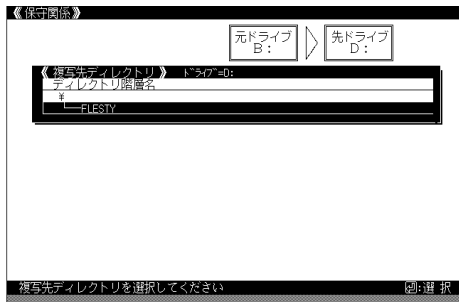 《保守関係》
元ドライブ
B:
先ドライブ
D:
《 複写先ディレクトリ 》 ﾄﾞﾗｲﾌﾞ=D:
ディレクトリ階層名
¥
FLESTY
複写先ディレクトリを選択してください
:選 択